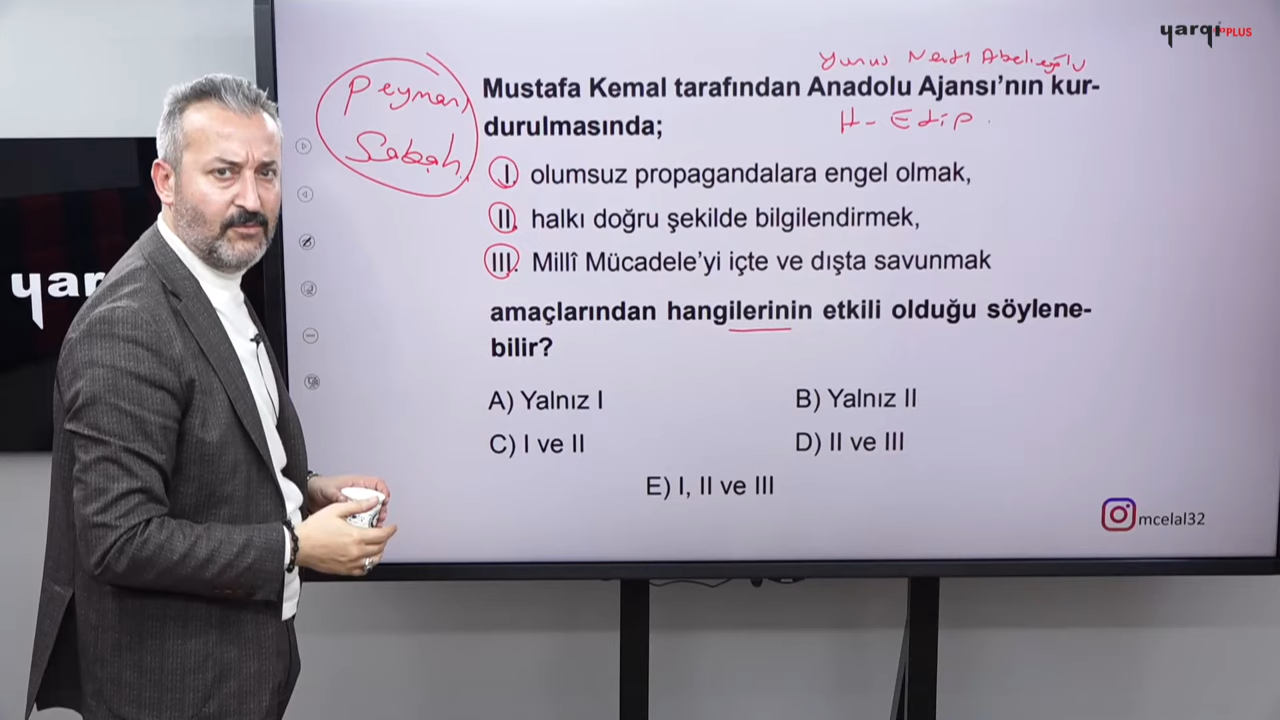 yarqı PLUS
Yunus Nadi Abalıoğlu
Peyman
Sabah
Mustafa Kemal tarafından Anadolu Ajansı’nın kur-
durulmasında;
H- Edip.
I olumsuz propagandalara engel olmak,
II. halkı doğru şekilde bilgilendirmek,
III. Millî Mücadele’yi içte ve dışta savunmak
amaçlarından hangilerinin etkili olduğu söylene-
bilir?
A) Yalnız I B) Yalnız II
C) I ve II D) II ve III
E) I, II ve III
mcelal32
yar